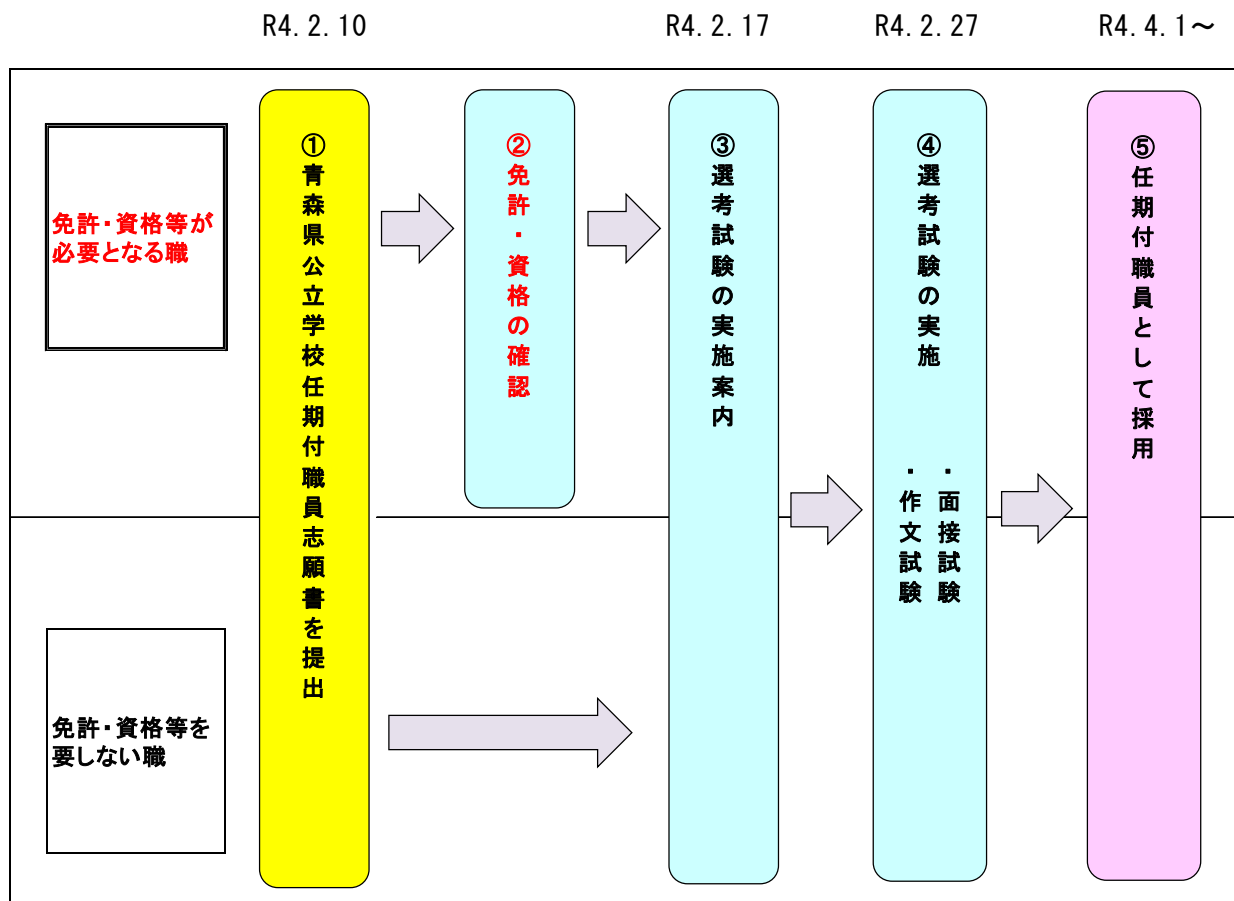 R4.2.10
R4.2.17
R4.2.27
R4.4.1～
免許・資格等が
必要となる職
免許・資格等を
要しない職
①青森県公立学校任期付職員志願書を提出
②免許・資格の確認
③選考試験の実施案内
④選考試験の実施
・面接試験
・作文試験
⑤任期付職員として採用